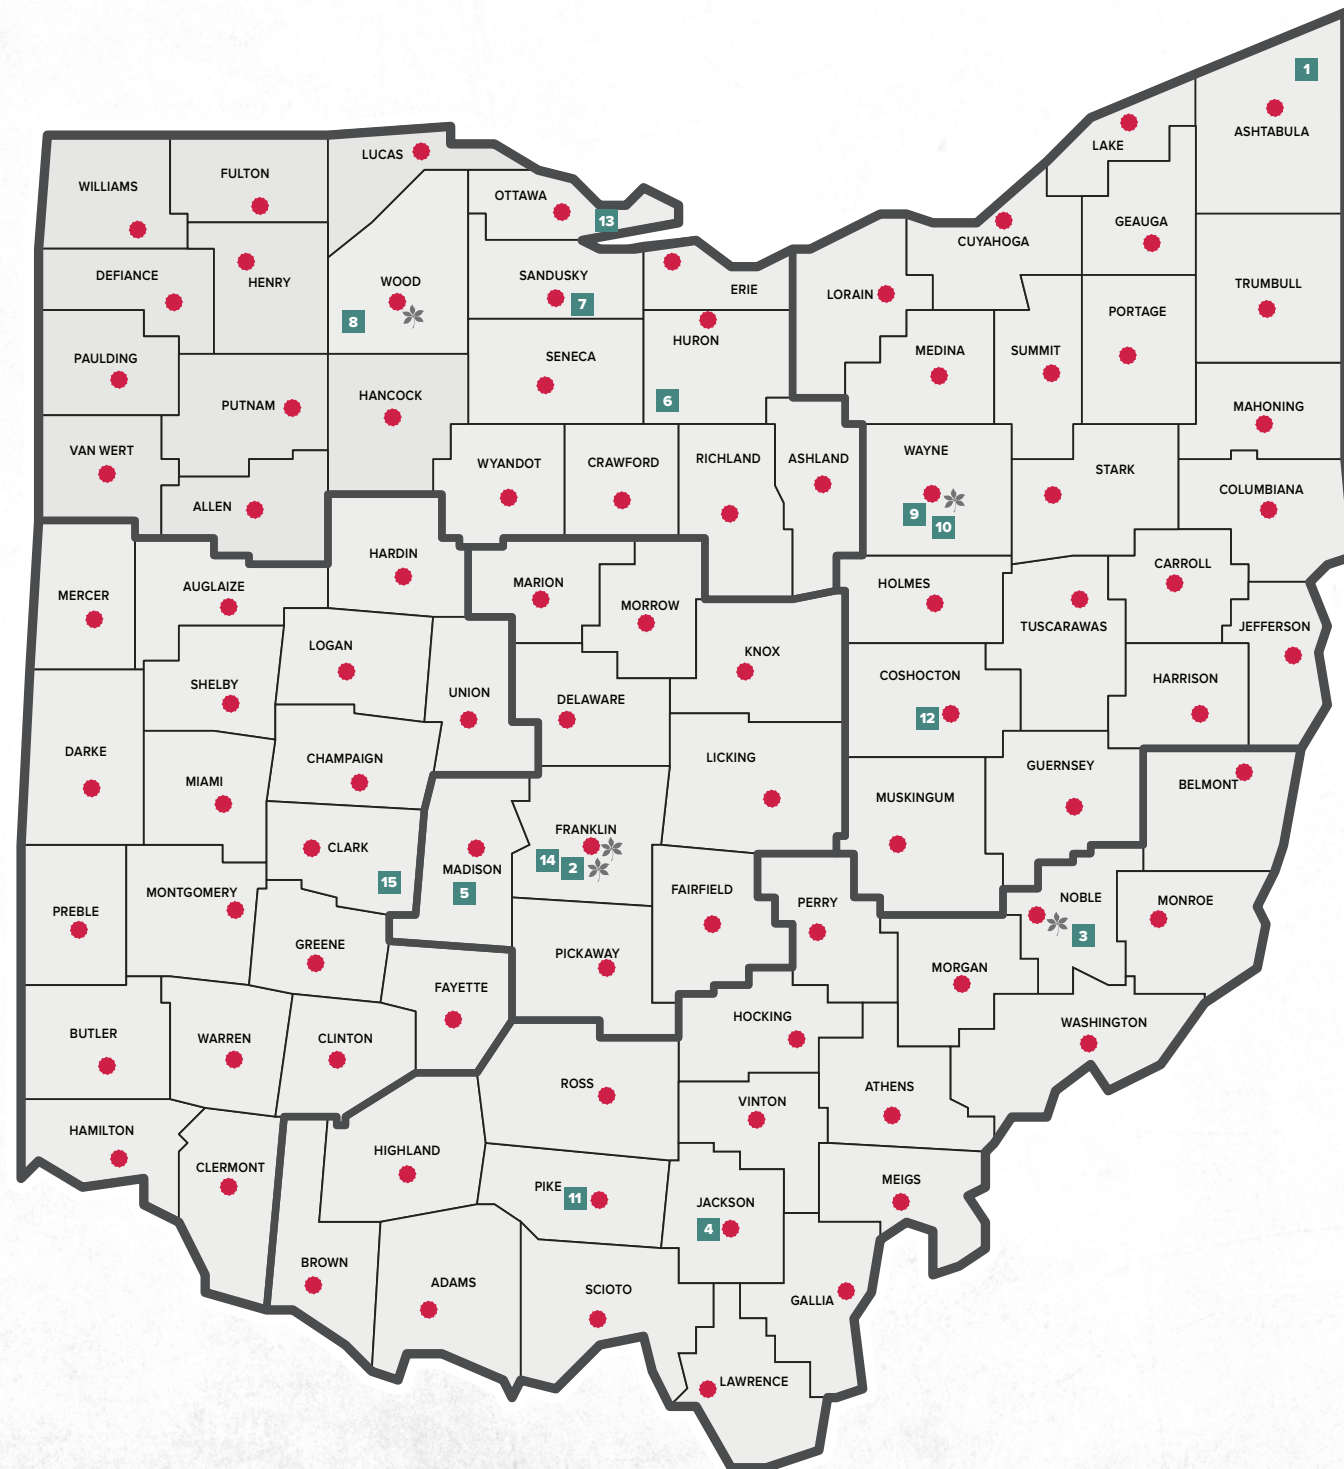 1
ASHTABULA
LAKE
LUCAS
FULTON
WILLIAMS
OTTAWA
13
GEAUGA
CUYAHOGA
DEFIANCE
HENRY
WOOD
8
SANDUSKY
7
ERIE
LORAIN
TRUMBULL
PORTAGE
HURON
MEDINA
SUMMIT
PAULDING
SENECA
PUTNAM
HANCOCK
6
MAHONING
VAN WERT
WYANDOT
CRAWFORD
RICHLAND
ASHLAND
WAYNE
9
10
STARK
COLUMBIANA
ALLEN
HARDIN
MERCER
AUGLAIZE
MARION
MORROW
HOLMES
CARROLL
TUSCARAWAS
JEFFERSON
LOGAN
KNOX
SHELBY
UNION
DELAWARE
COSHOCTON
12
HARRISON
DARKE
CHAMPAIGN
LICKING
MIAMI
GUERNSEY
BELMONT
MUSKINGUM
CLARK
15
MADISON
5
FRANKLIN
14
2
MONTGOMERY
FAIRFIELD
PREBLE
PERRY
NOBLE
3
MONROE
GREENE
PICKAWAY
MORGAN
FAYETTE
BUTLER
WARREN
CLINTON
HOCKING
WASHINGTON
ROSS
ATHENS
VINTON
HAMILTON
CLERMONT
HIGHLAND
PIKE
11
JACKSON
4
MEIGS
BROWN
ADAMS
SCIOTO
GALLIA
LAWRENCE